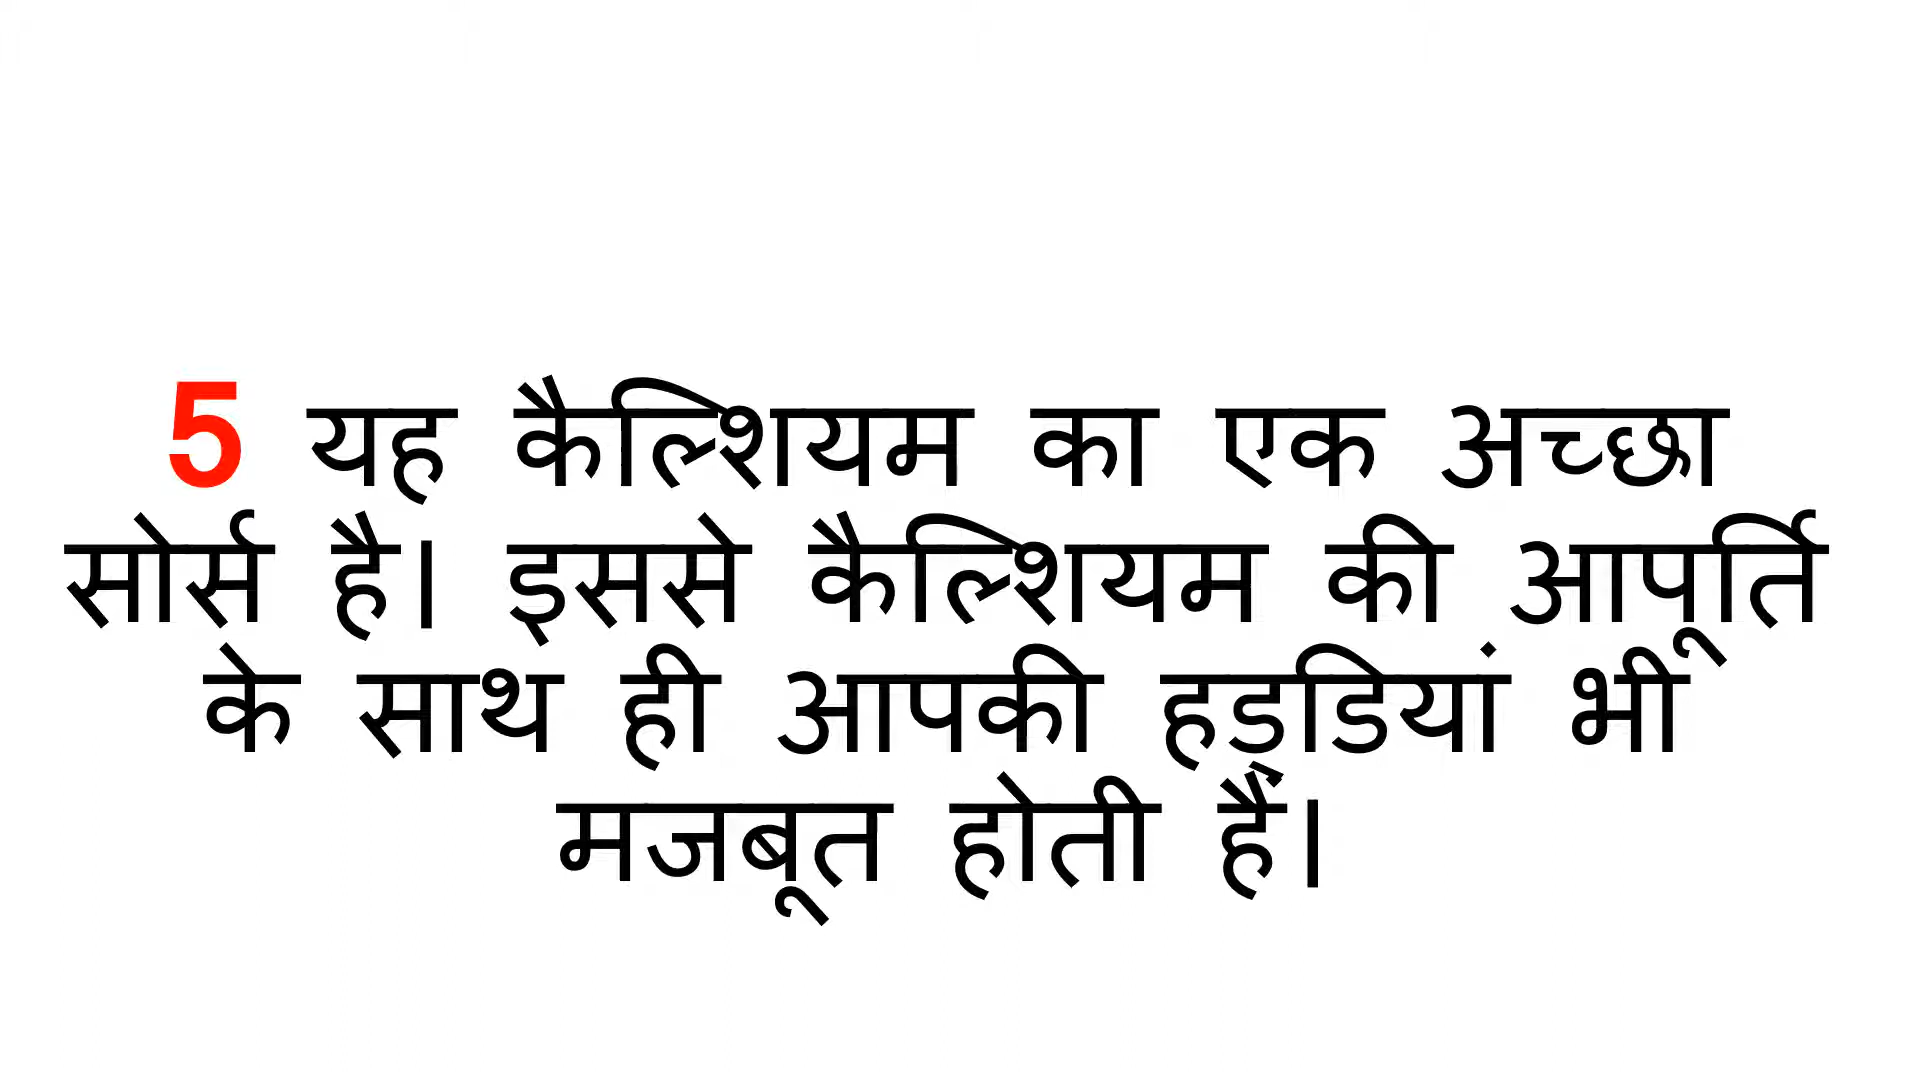 5 यह कैल्शियम का एक अच्छा
सोर्स है। इससे कैल्शियम की आपूर्ति
के साथ ही आपकी हड्डियां भी
मजबूत होती हैं।